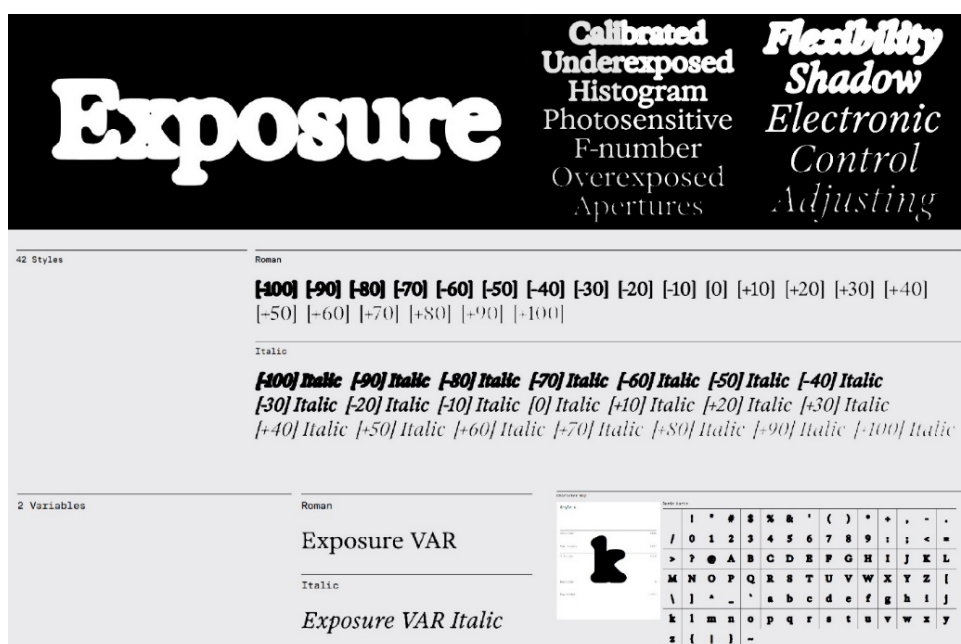 Exposure
Calibrated
Underexposed
Histogram
Photosensitive
F-number
Overexposed
Apertures
Flexibility
Shadow
Electronic
Control
Adjusting
42 Styles
Roman
[-100] [-90] [-80] [-70] [-60] [-50] [-40] [-30] [-20] [-10] [0] [+10] [+20] [+30] [+40]
[+50] [+60] [+70] [+80] [+90] [+100]
Italic
[-100] Italic [-90] Italic [-80] Italic [-70] Italic [-60] Italic [-50] Italic [-40] Italic
[-30] Italic [-20] Italic [-10] Italic [0] Italic [+10] Italic [+20] Italic [+30] Italic
[+40] Italic [+50] Italic [+60] Italic [+70] Italic [+80] Italic [+90] Italic [+100] Italic
2 Variables
Roman
Exposure VAR
Italic
Exposure VAR Italic
Character Map
k
Basic Latin
! " # $ % & ' ( ) * + , - .
/ 0 1 2 3 4 5 6 7 8 9 : ; < =
> ? @ A B C D E F G H I J K L
M N O P Q R S T U V W X Y Z [
\ ] ^ _ ` a b c d e f g h i j
k l m n o p q r s t u v w x y
z { | } ~